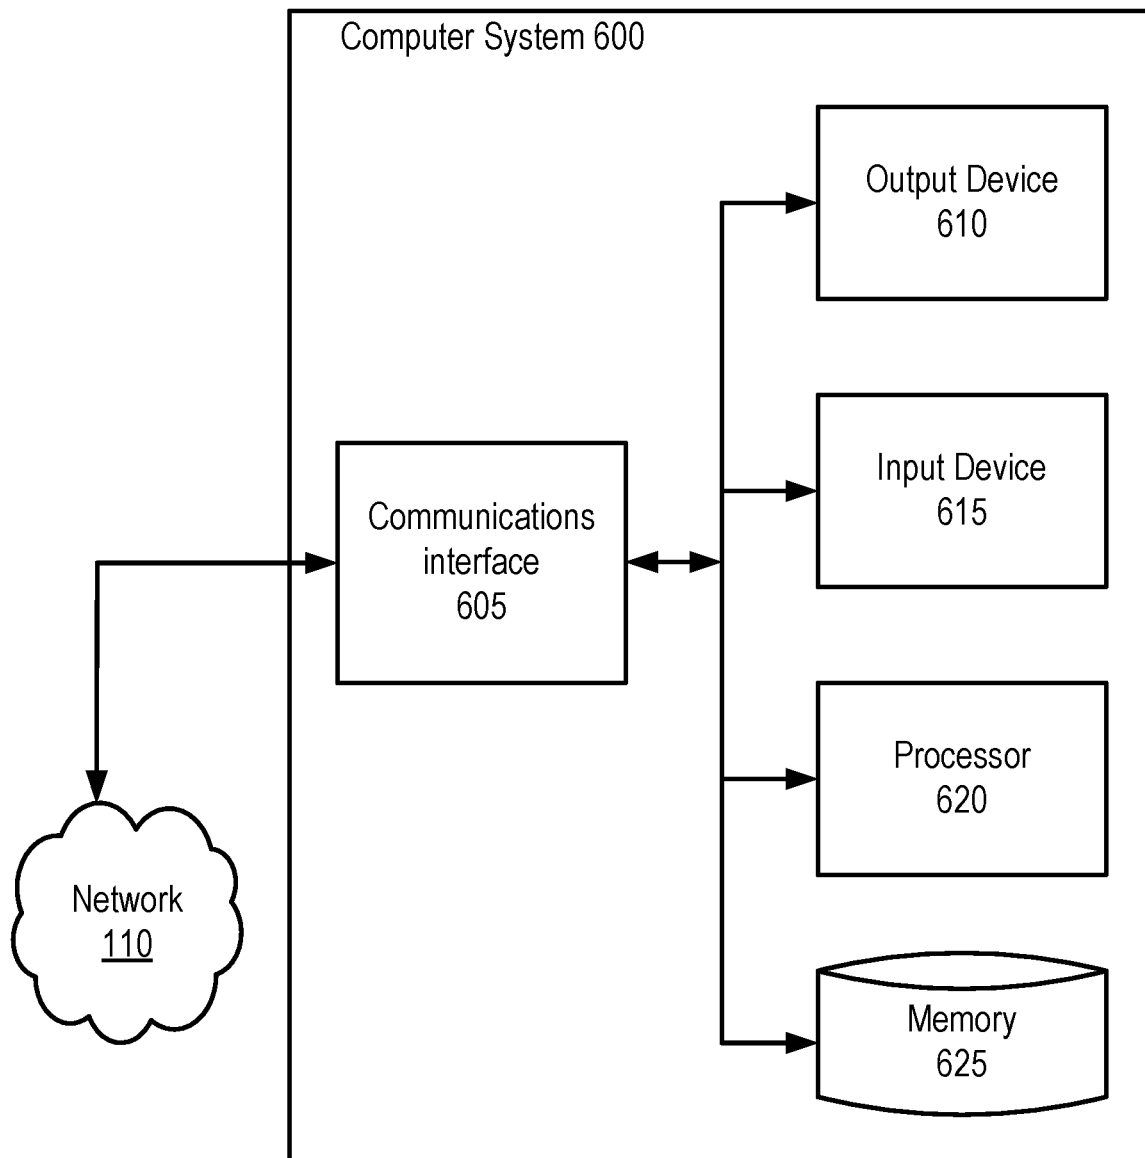 Computer System 600
Output Device
610
Input Device
615
Communications
interface
605
Processor
620
Network
110
Memory
625